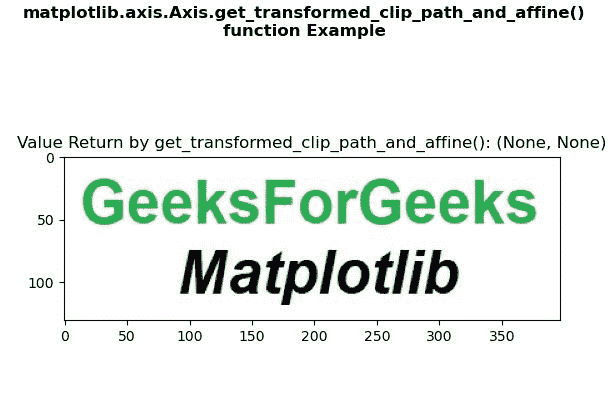 matplotlib.axis.Axis.get_transformed_clip_path_and_affine()
function Example
Value Return by get_transformed_clip_path_and_affine(): (None, None)
0
GeeksForGeeks
50
Matplotlib
100
0 50 100 150 200 250 300 350